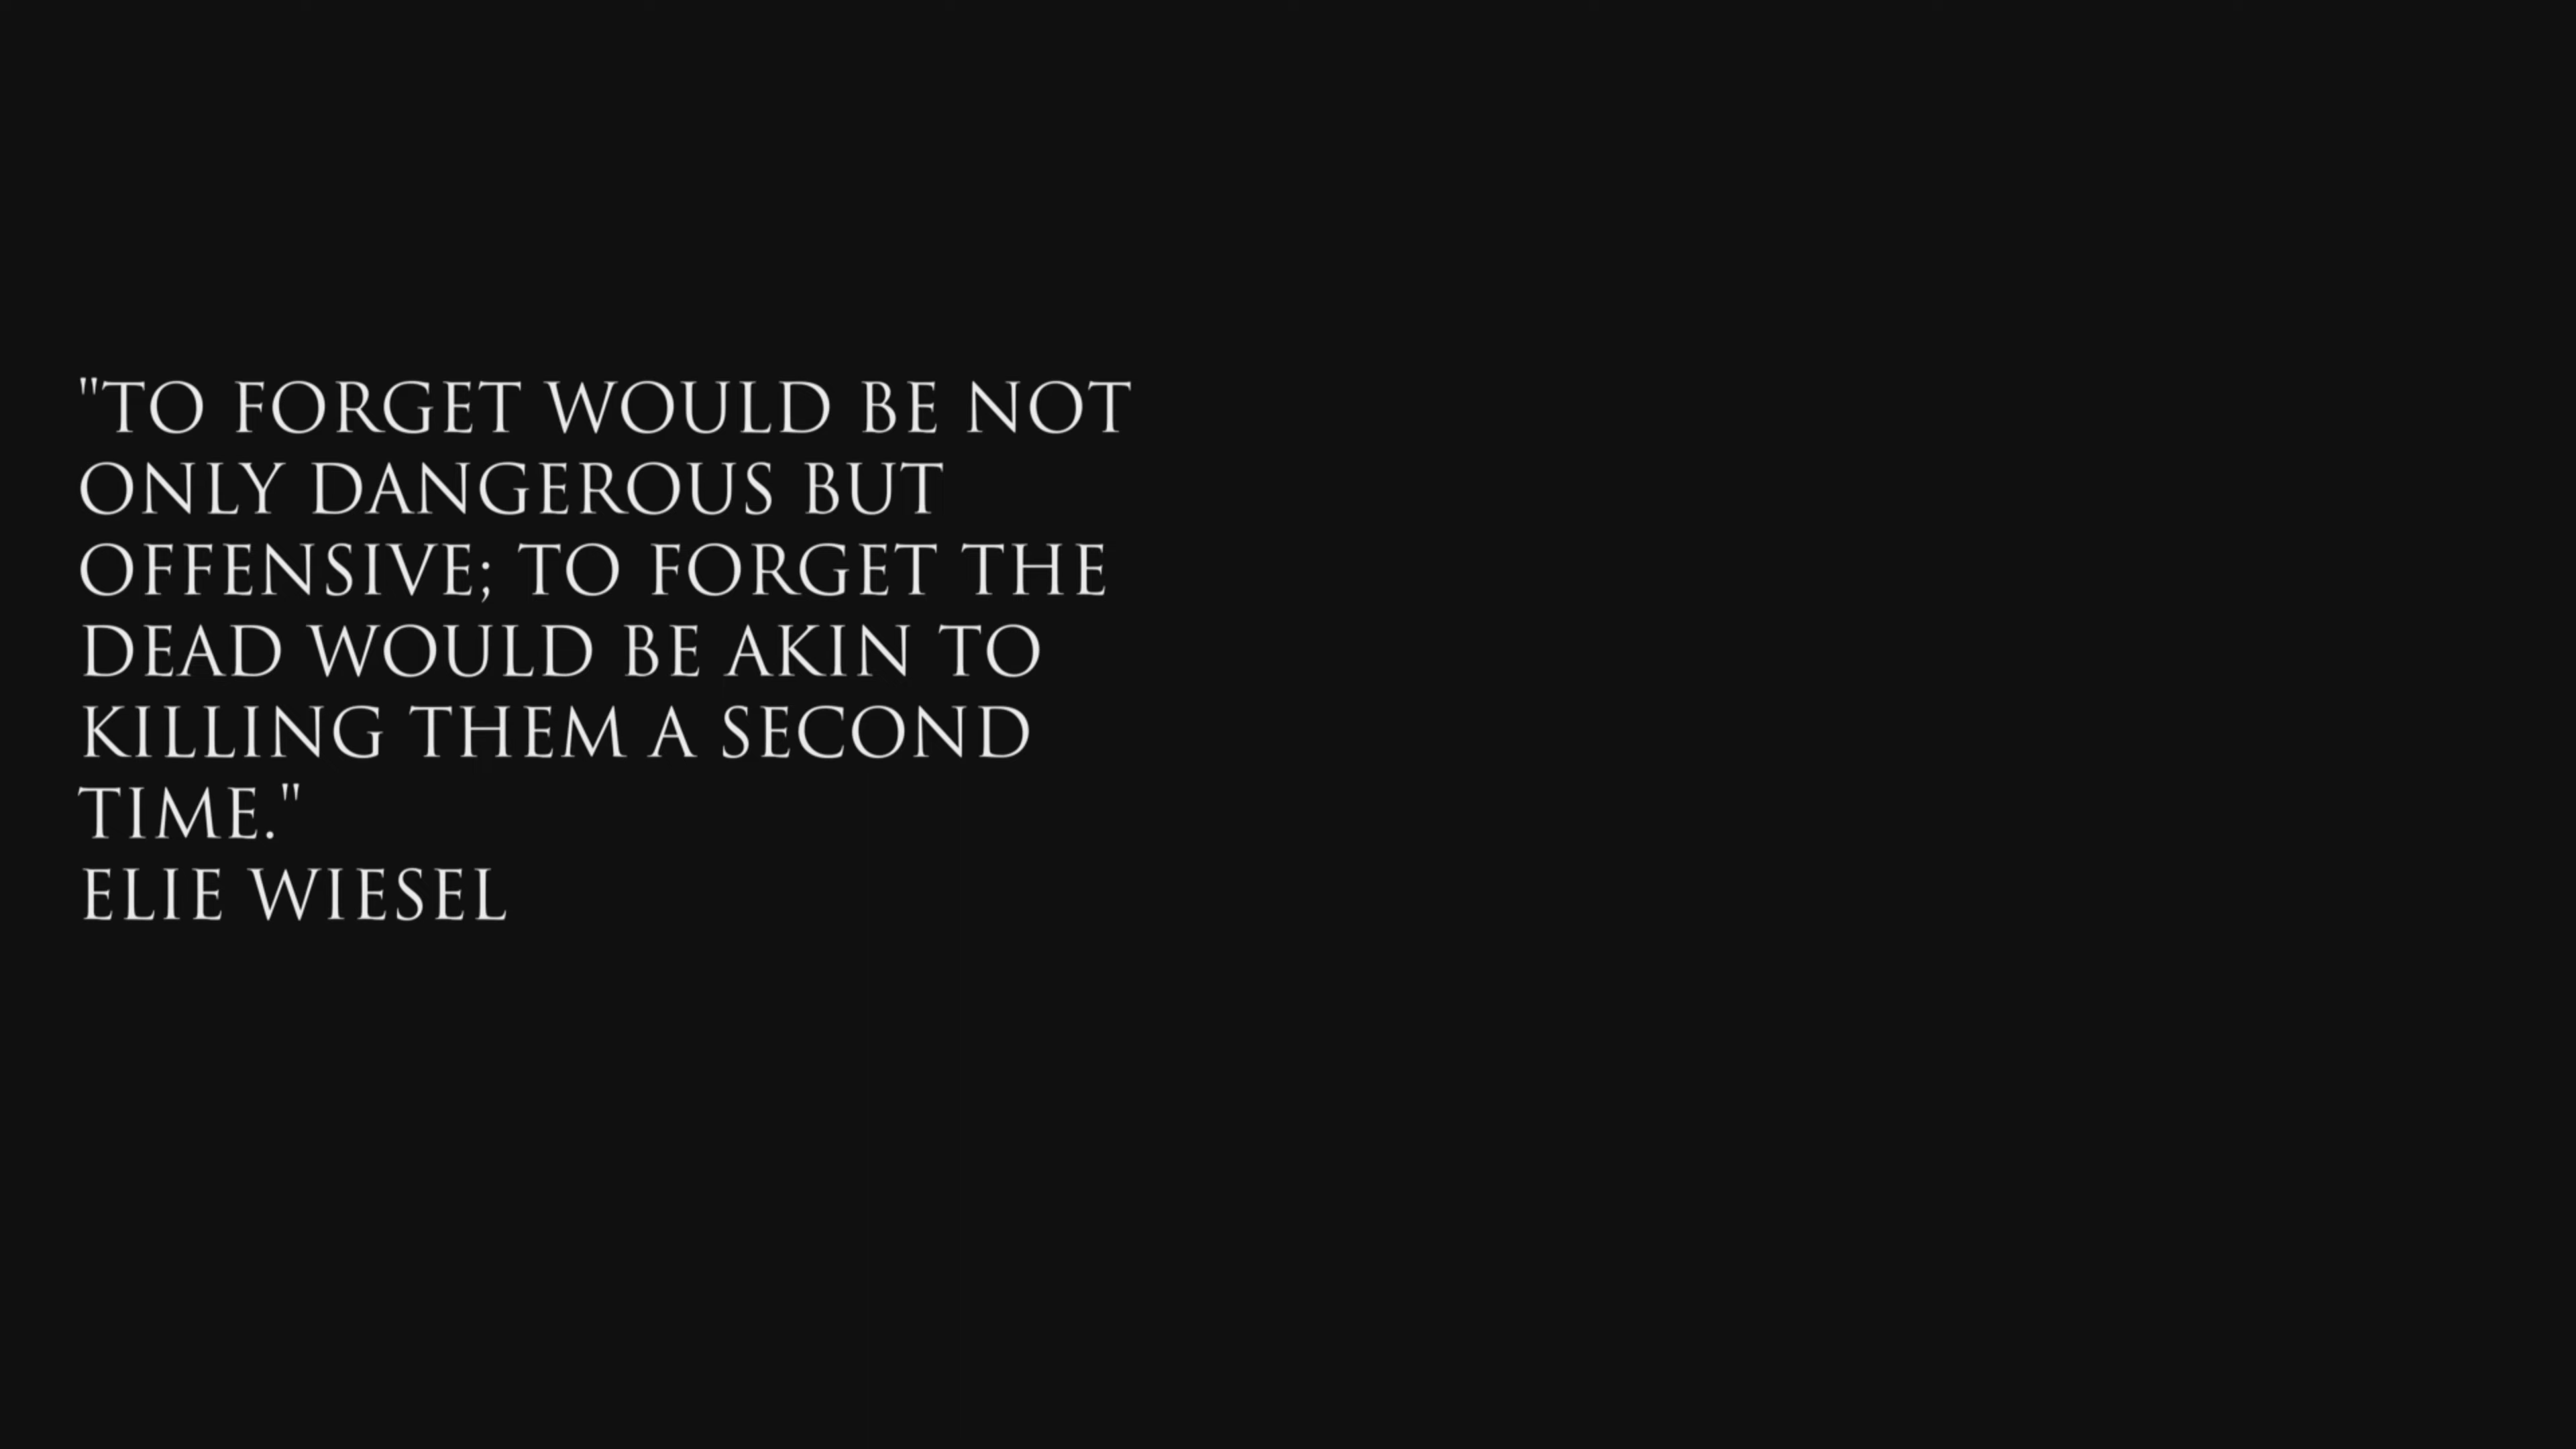 "TO FORGET WOULD BE NOT
ONLY DANGEROUS BUT
OFFENSIVE; TO FORGET THE
DEAD WOULD BE AKIN TO
KILLING THEM A SECOND
TIME."
ELIE WIESEL